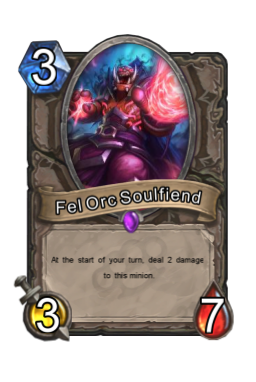 3
Fel Orc Soulfiend
At the start of your turn, deal 2 damage
to this minion.
3
7